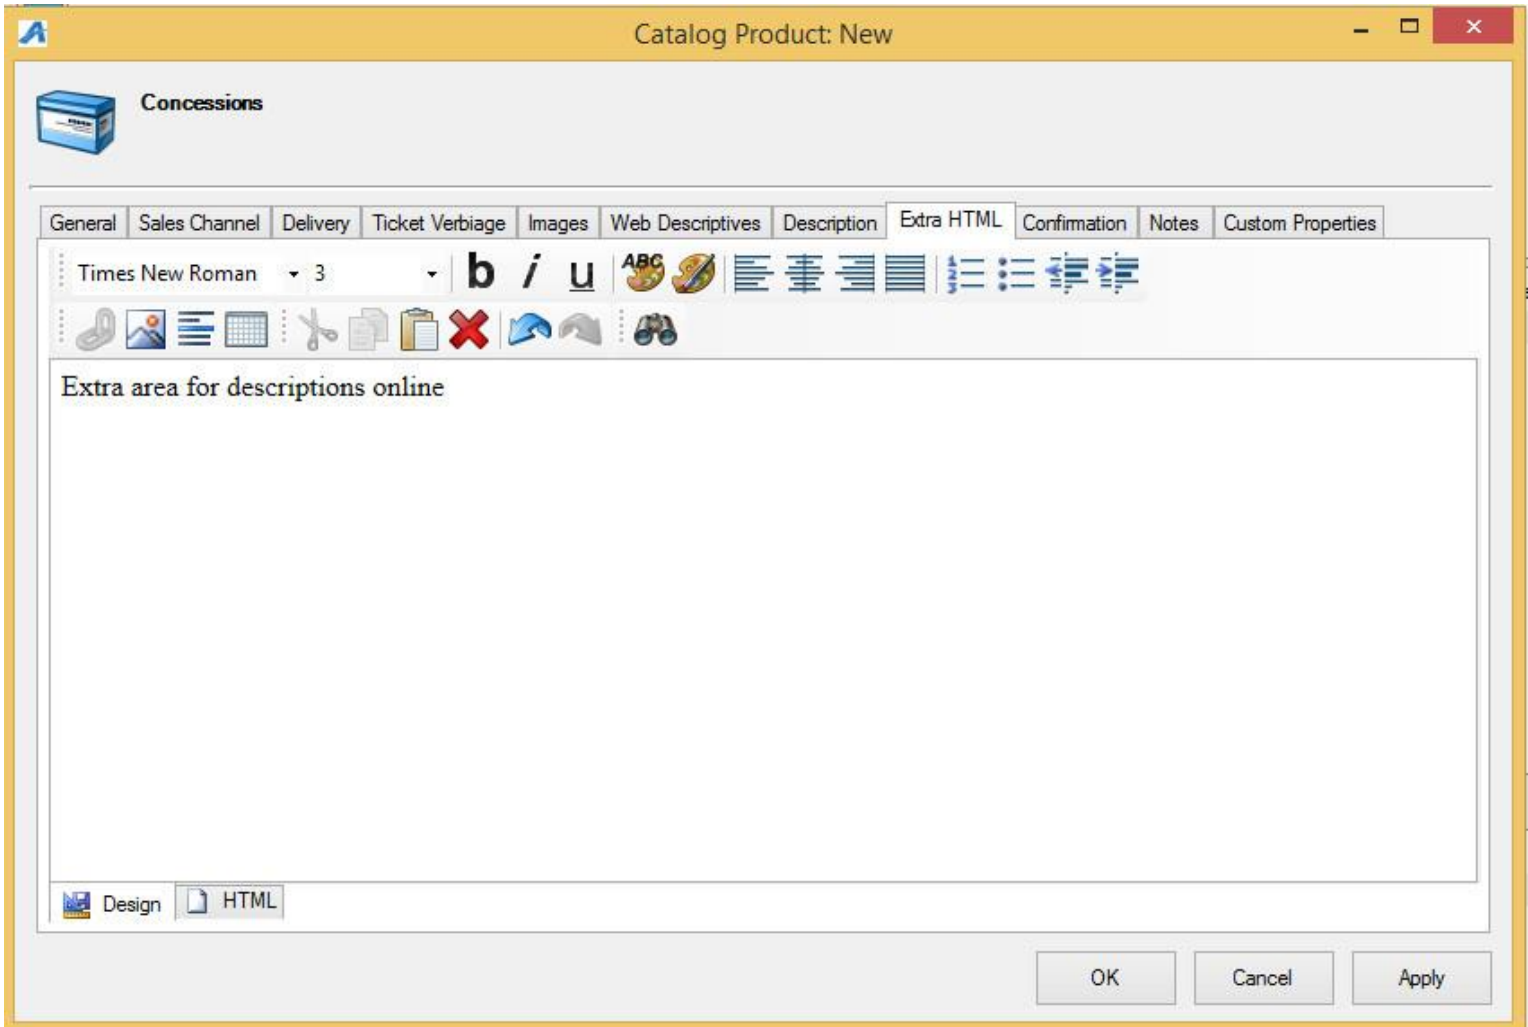 Catalog Product: New
Concessions
General Sales Channel Delivery Ticket Verbiage Images Web Descriptives Description Extra HTML Confirmation Notes Custom Properties
Times New Roman 3 b i u ABC
Extra area for descriptions online
Design HTML
OK Cancel Apply